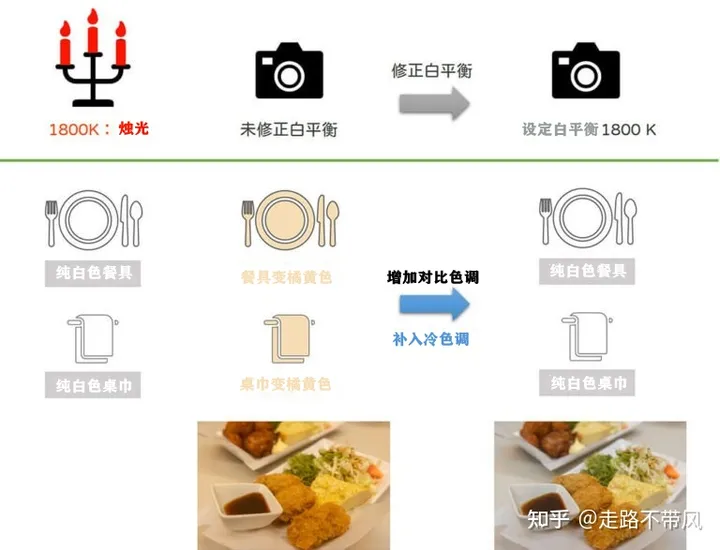 修正白平衡
1800K： 烛光
未修正白平衡
设定白平衡 1800 K
纯白色餐具
餐具变橘黄色
增加对比色调
纯白色餐具
补入冷色调
纯白色桌巾
桌巾变橘黄色
纯白色桌巾
知乎 @走路不带风